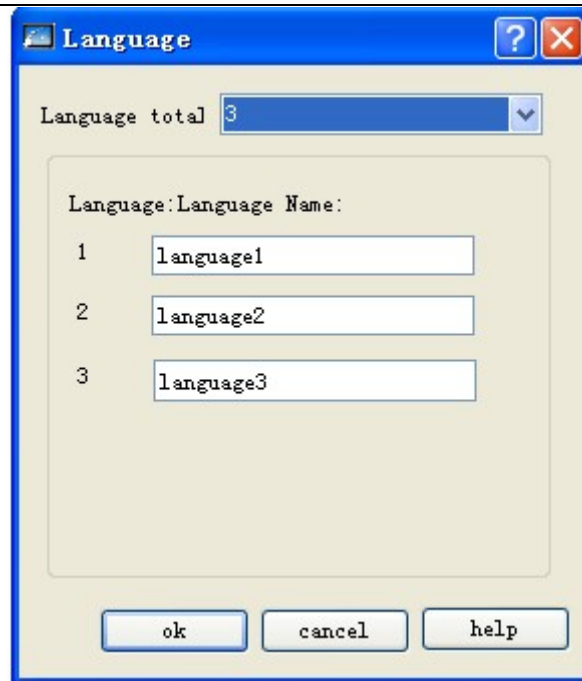 Language
Language total 3
Language:Language Name:
1 language1
2 language2
3 language3
ok cancel help